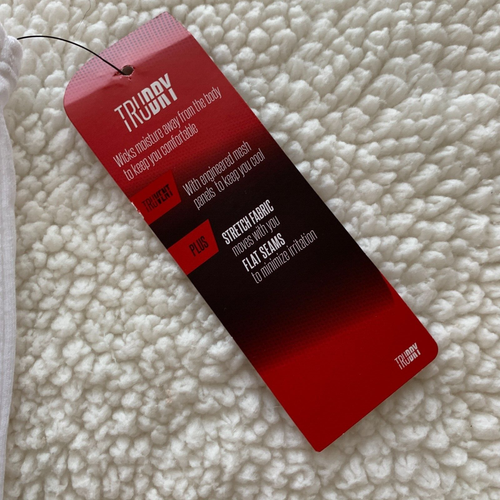 TRUDRY
Wicks moisture away from the body
to keep you comfortable
TRUVENT
With engineered mesh
panels to keep you cool
PLUS
STRETCH FABRIC
moves with you
FLAT SEAMS
to minimize irritation
TRUDRY